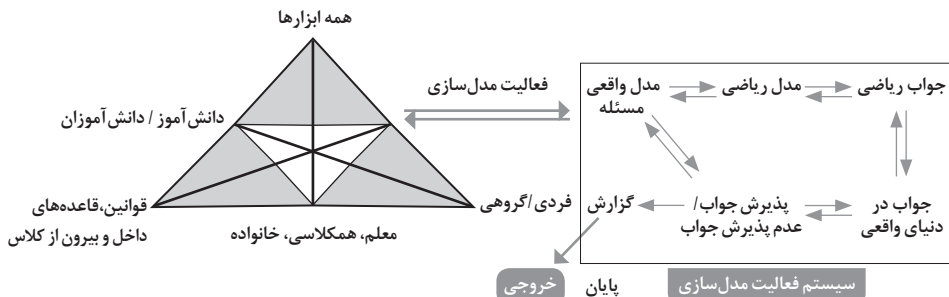 همه ابزارها
فعالیت مدل‌سازی
دانش‌آموز / دانش‌آموزان
قوانین،قاعده‌های
داخل و بیرون از کلاس
معلم، همکلاسی، خانواده
فردی/گروهی
جواب ریاضی
مدل ریاضی
مدل واقعی
مسئله
جواب در
دنیای واقعی
پذیرش جواب/
عدم پذیرش جواب
گزارش
سیستم فعالیت مدل‌سازی
پایان
خروجی